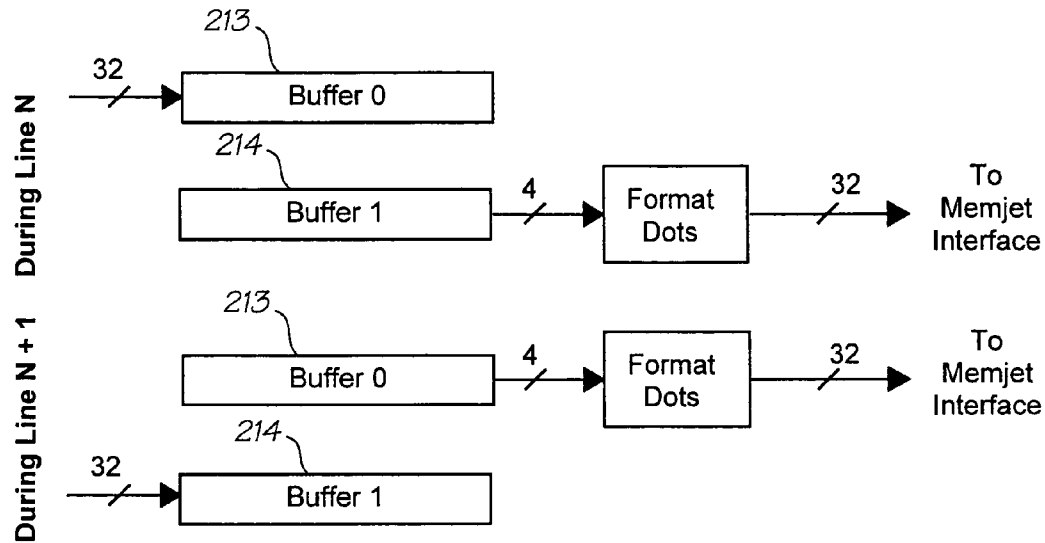 213
32
Buffer 0
During Line N
214
Buffer 1
4
Format
Dots
32
To
Memjet
Interface
213
Buffer 0
4
Format
Dots
32
To
Memjet
Interface
During Line N + 1
214
32
Buffer 1